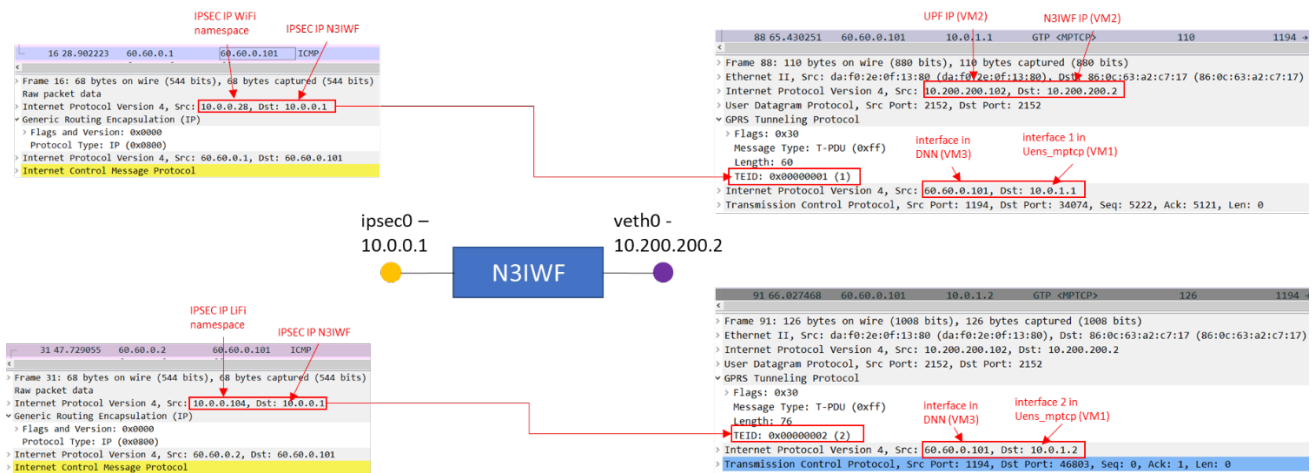 IPSEC IP WiFi
namespace
IPSEC IP N3IWF
16 28.902223 60.60.0.1 60.60.0.101 ICMP
<
> Frame 16: 68 bytes on wire (544 bits), 68 bytes captured (544 bits)
Raw packet data
> Internet Protocol Version 4, Src: 10.0.0.28, Dst: 10.0.0.1
Generic Routing Encapsulation (IP)
> Flags and Version: 0x0000
Protocol Type: IP (0x0800)
> Internet Protocol Version 4, Src: 60.60.0.1, Dst: 60.60.0.101
> Internet Control Message Protocol
UPF IP (VM2)
N3IWF IP (VM2)
88 65.430251 60.60.0.101 10.0.1.1 GTP <MPTCP> 110 1194 →
<
> Frame 88: 110 bytes on wire (880 bits), 110 bytes captured (880 bits)
> Ethernet II, Src: da:f0:2e:0f:13:80 (da:f0:2e:0f:13:80), Dst: 86:0c:63:a2:c7:17 (86:0c:63:a2:c7:17)
> Internet Protocol Version 4, Src: 10.200.200.102, Dst: 10.200.200.2
> User Datagram Protocol, Src Port: 2152, Dst Port: 2152
GPRS Tunneling Protocol
> Flags: 0x30
Message Type: T-PDU (0xff)
Length: 60
TEID: 0x00000001 (1)
interface in
DNN (VM3)
interface 1 in
Uens_mptcp (VM1)
> Internet Protocol Version 4, Src: 60.60.0.101, Dst: 10.0.1.1
> Transmission Control Protocol, Src Port: 1194, Dst Port: 34074, Seq: 5222, Ack: 5121, Len: 0
ipsec0 –
10.0.0.1
N3IWF
veth0 -
10.200.200.2
IPSEC IP LiFi
namespace
IPSEC IP N3IWF
31 47.729055 60.60.0.2 60.60.0.101 ICMP
<
> Frame 31: 68 bytes on wire (544 bits), 68 bytes captured (544 bits)
Raw packet data
> Internet Protocol Version 4, Src: 10.0.0.104, Dst: 10.0.0.1
Generic Routing Encapsulation (IP)
> Flags and Version: 0x0000
Protocol Type: IP (0x0800)
> Internet Protocol Version 4, Src: 60.60.0.2, Dst: 60.60.0.101
> Internet Control Message Protocol
91 66.027468 60.60.0.101 10.0.1.2 GTP <MPTCP> 126 1194 →
<
> Frame 91: 126 bytes on wire (1008 bits), 126 bytes captured (1008 bits)
> Ethernet II, Src: da:f0:2e:0f:13:80 (da:f0:2e:0f:13:80), Dst: 86:0c:63:a2:c7:17 (86:0c:63:a2:c7:17)
> Internet Protocol Version 4, Src: 10.200.200.102, Dst: 10.200.200.2
> User Datagram Protocol, Src Port: 2152, Dst Port: 2152
GPRS Tunneling Protocol
> Flags: 0x30
Message Type: T-PDU (0xff)
Length: 76
TEID: 0x00000002 (2)
interface in
DNN (VM3)
interface 2 in
Uens_mptcp (VM1)
> Internet Protocol Version 4, Src: 60.60.0.101, Dst: 10.0.1.2
> Transmission Control Protocol, Src Port: 1194, Dst Port: 46803, Seq: 0, Ack: 1, Len: 0